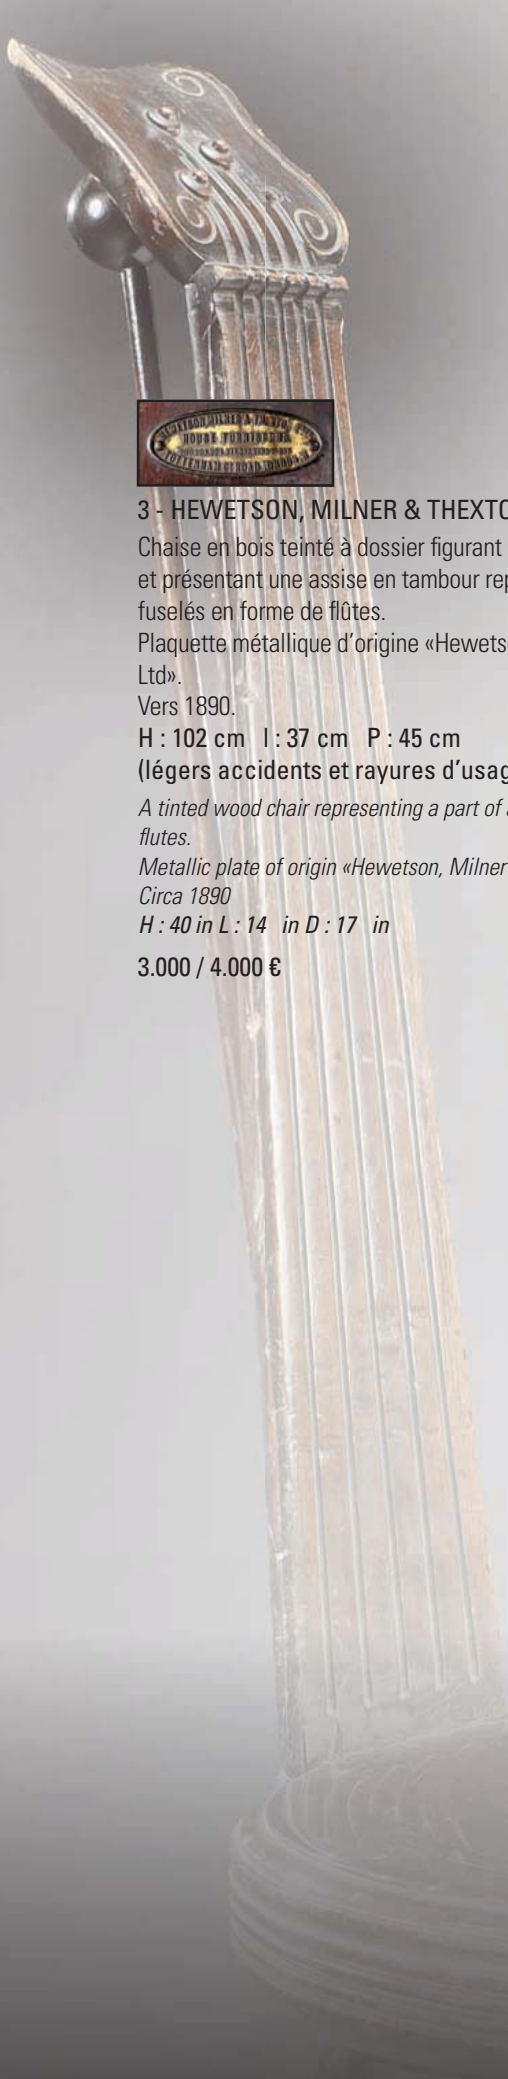 HOUSE FURNISHERS
3 - HEWETSON, MILNER & THEXTO
Chaise en bois teinté à dossier figurant
et présentant une assise en tambour rep
fuselés en forme de flûtes.
Plaquette métallique d'origine «Hewets
Ltd».
Vers 1890.
H : 102 cm l : 37 cm P : 45 cm
(légers accidents et rayures d'usag
A tinted wood chair representing a part of
flutes.
Metallic plate of origin «Hewetson, Milner
Circa 1890
H : 40 in L : 14 in D : 17 in
3.000 / 4.000 €